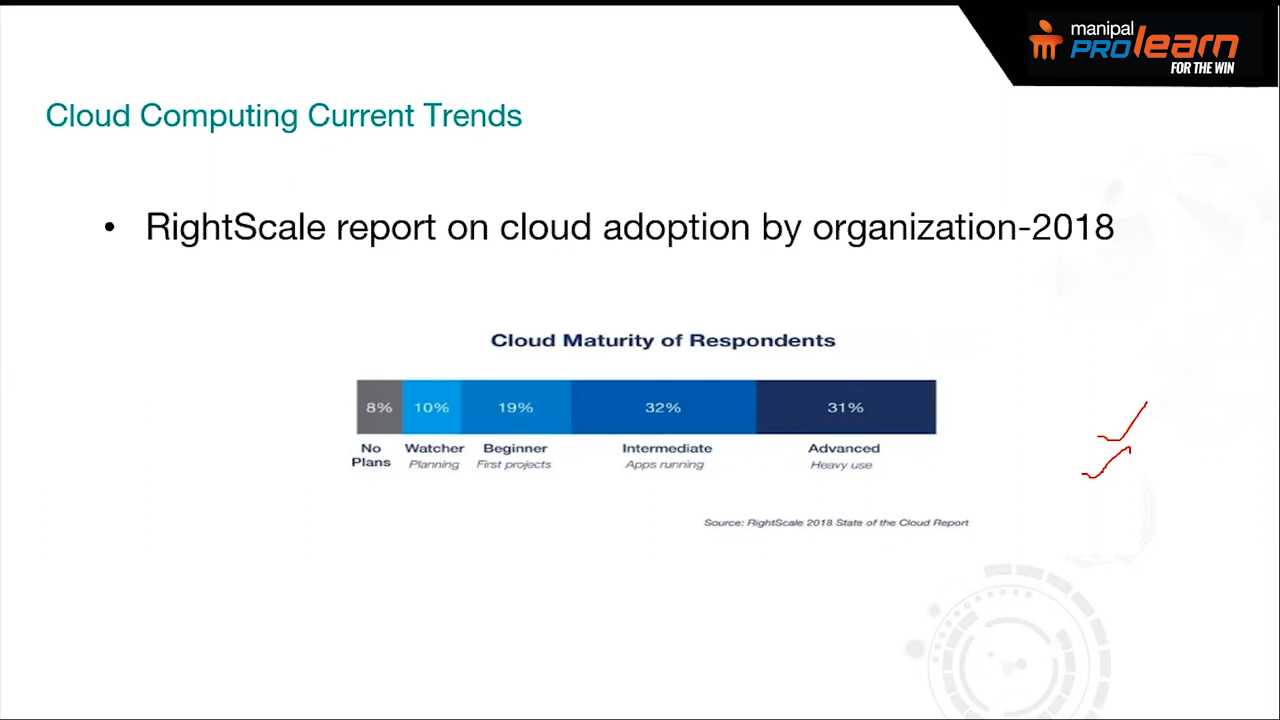 manipal
PRO learn
FOR THE WIN
Cloud Computing Current Trends
• RightScale report on cloud adoption by organization-2018
Cloud Maturity of Respondents
8% 10% 19% 32% 31%
No Plans Watcher Beginner Intermediate Advanced
Planning First projects Apps running Heavy use
Source: RightScale 2018 State of the Cloud Report